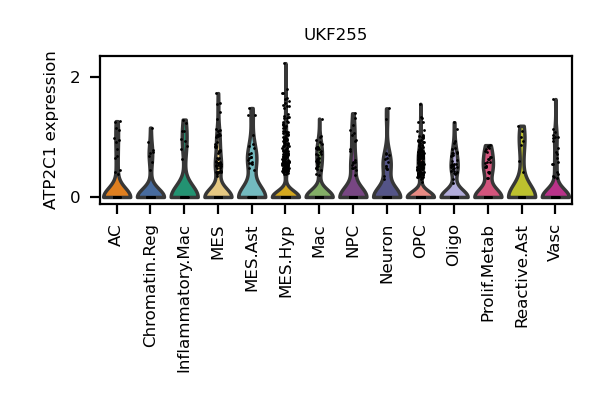 UKF255
ATP2C1 expression
2
0
AC
Chromatin.Reg
Inflammatory.Mac
MES
MES.Ast
MES.Hyp
Mac
NPC
Neuron
OPC
Oligo
Prolif.Metab
Reactive.Ast
Vasc